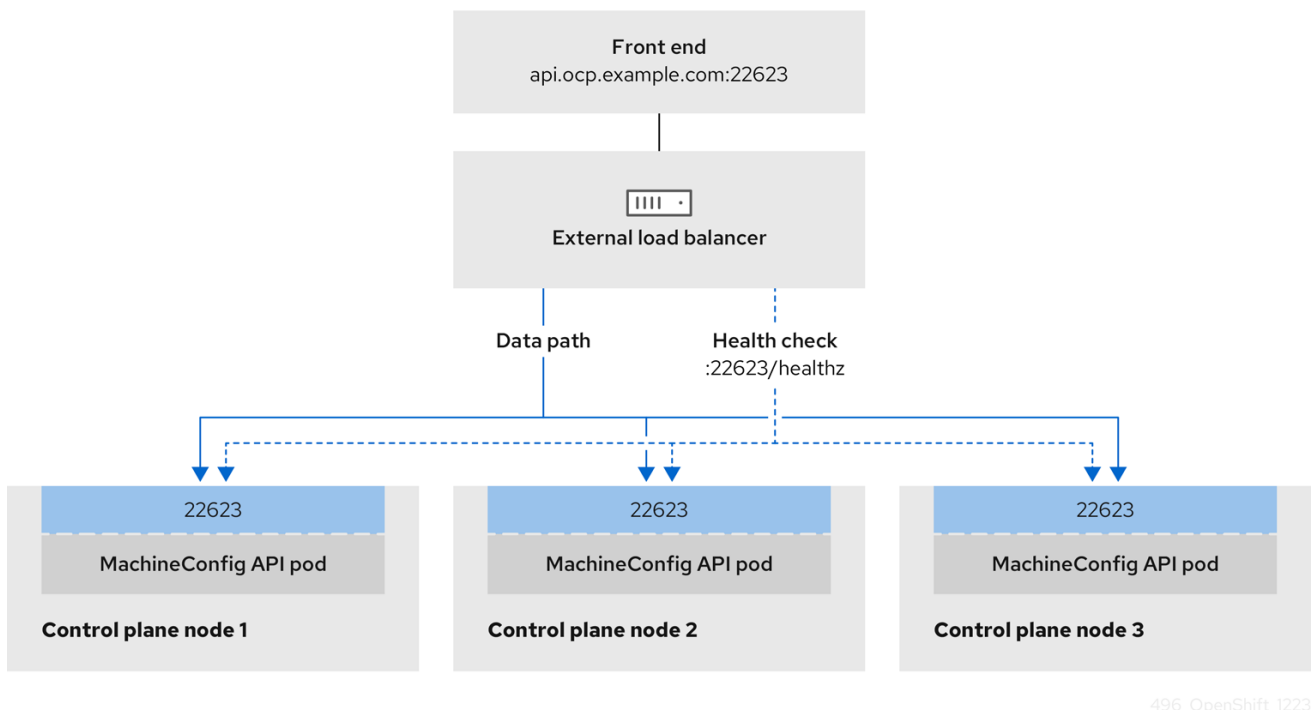 Front end
api.ocp.example.com:22623
External load balancer
Data path
Health check
:22623/healthz
22623
22623
22623
MachineConfig API pod
MachineConfig API pod
MachineConfig API pod
Control plane node 1
Control plane node 2
Control plane node 3
496_OpenShift_1223